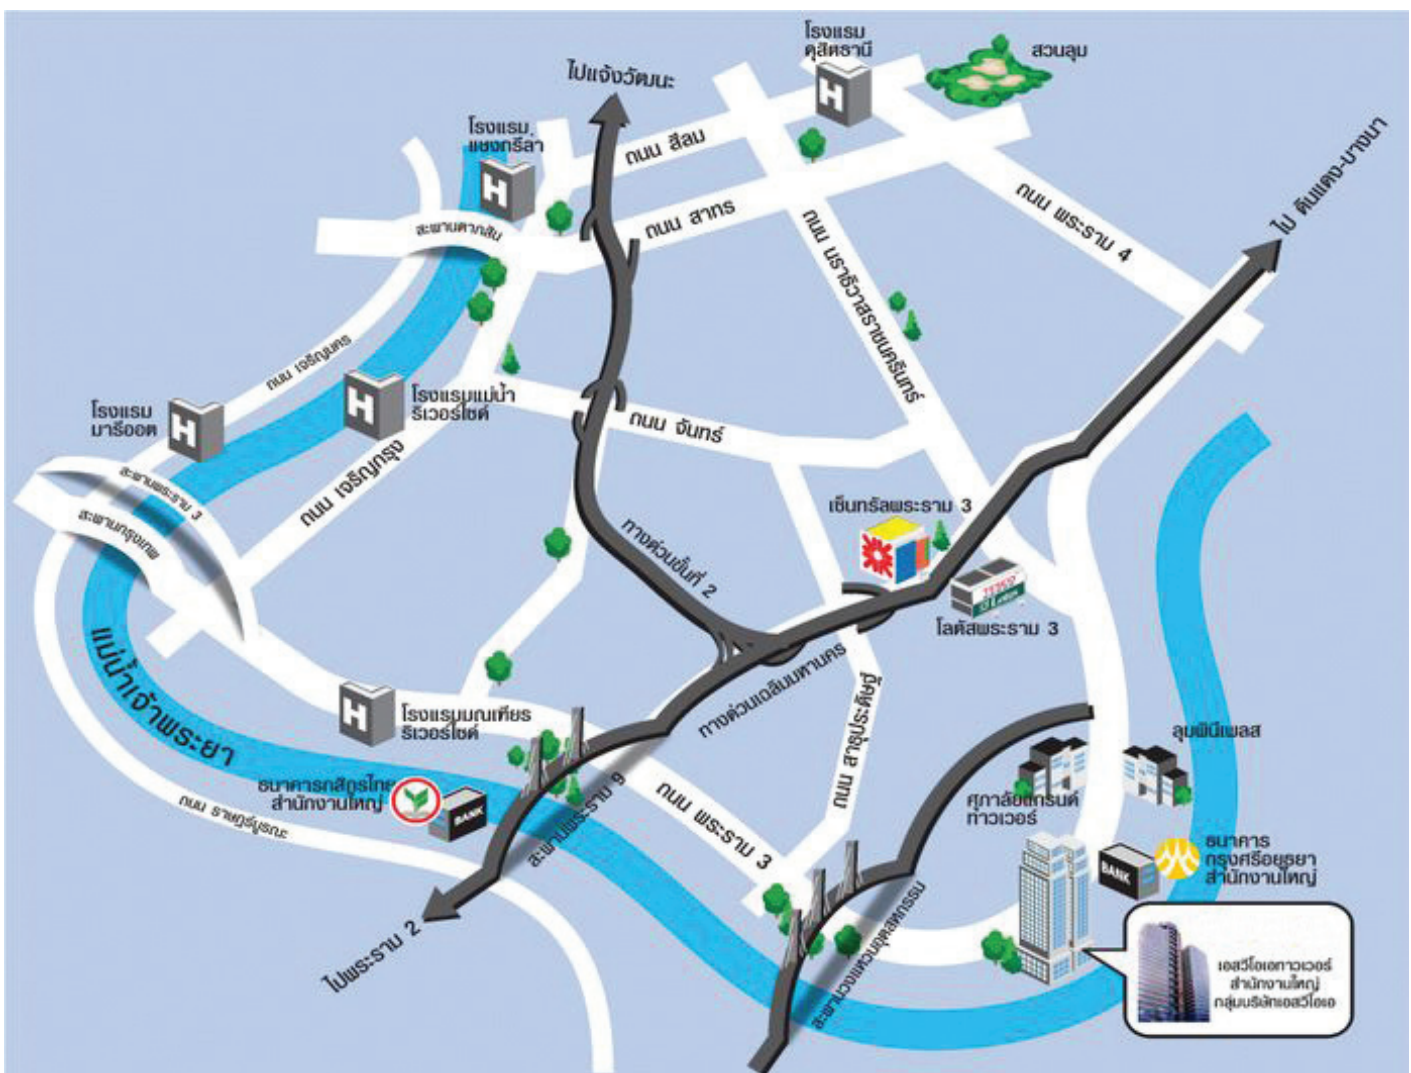 โรงแรม
ดุสิตธานี
สวนลุม
ไปแจ้งวัฒนะ
โรงแรม
แชงกรีล่า
H
H
ถนน สีลม
ถนน พระราม 4
ไป ดินแดง-บางนา
สะพานตากสิน
ถนน สาทร
ถนน นราธิวาสราชนครินทร์
ถนน เจริญนคร
โรงแรม
มารีออต
H
H
โรงแรมแม่น้ำ
ริเวอร์ไซด์
ถนน จันทร์
ถนน เจริญกรุง
สะพานพระราม 3
สะพานกรุงเทพ
เซ็นทรัลพระราม 3
ทางด่วนขั้นที่ 2
โลตัสพระราม 3
แม่น้ำเจ้าพระยา
H
โรงแรมมณเฑียร
ริเวอร์ไซด์
ทางด่วนเฉลิมมหานคร
ถนน สาธุประดิษฐ์
ลุมพินีเพลส
ธนาคารกสิกรไทย
สำนักงานใหญ่
BANK
ถนน ราษฎร์บูรณะ
สะพานพระราม 9
ถนน พระราม 3
ศุภาลัยแกรนด์
ทาวเวอร์
ธนาคาร
กรุงศรีอยุธยา
สำนักงานใหญ่
BANK
ไปพระราม 2
สะพานวงแหวนอุตสาหกรรม
เอสวีโอเอทาวเวอร์
สำนักงานใหญ่
กลุ่มบริษัทเอสวีโอเอ